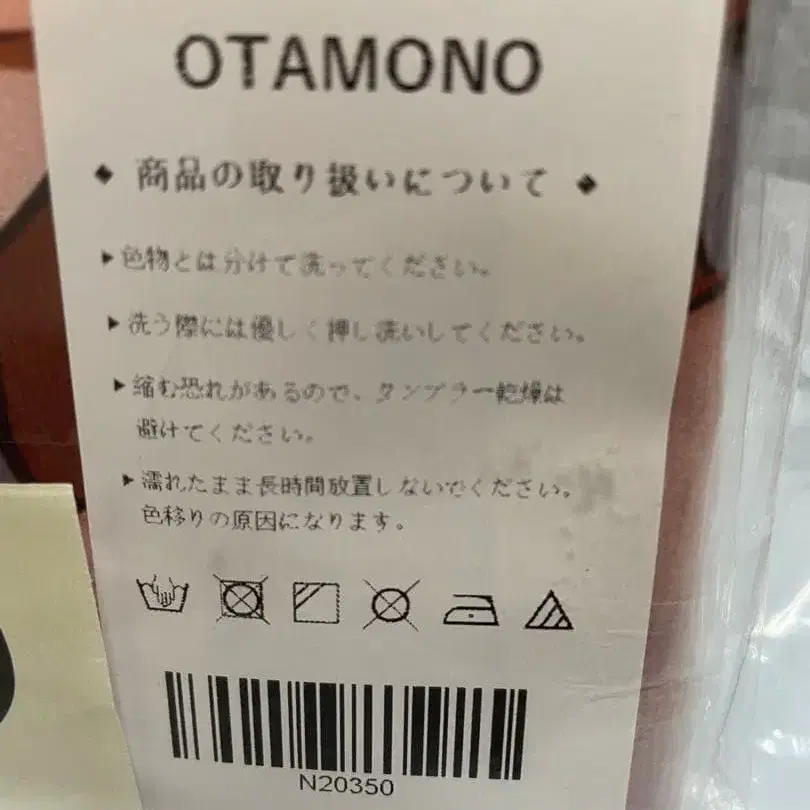 OTAMONO
◆ 商品の取り扱いについて ◆
▶色物とは分けて洗ってください。
▶洗う際には優しく押し洗いしてください。
▶縮む恐れがあるので、タンブラー乾燥は
避けてください。
▶濡れたまま長時間放置しないでください。
色移りの原因になります。
N20350